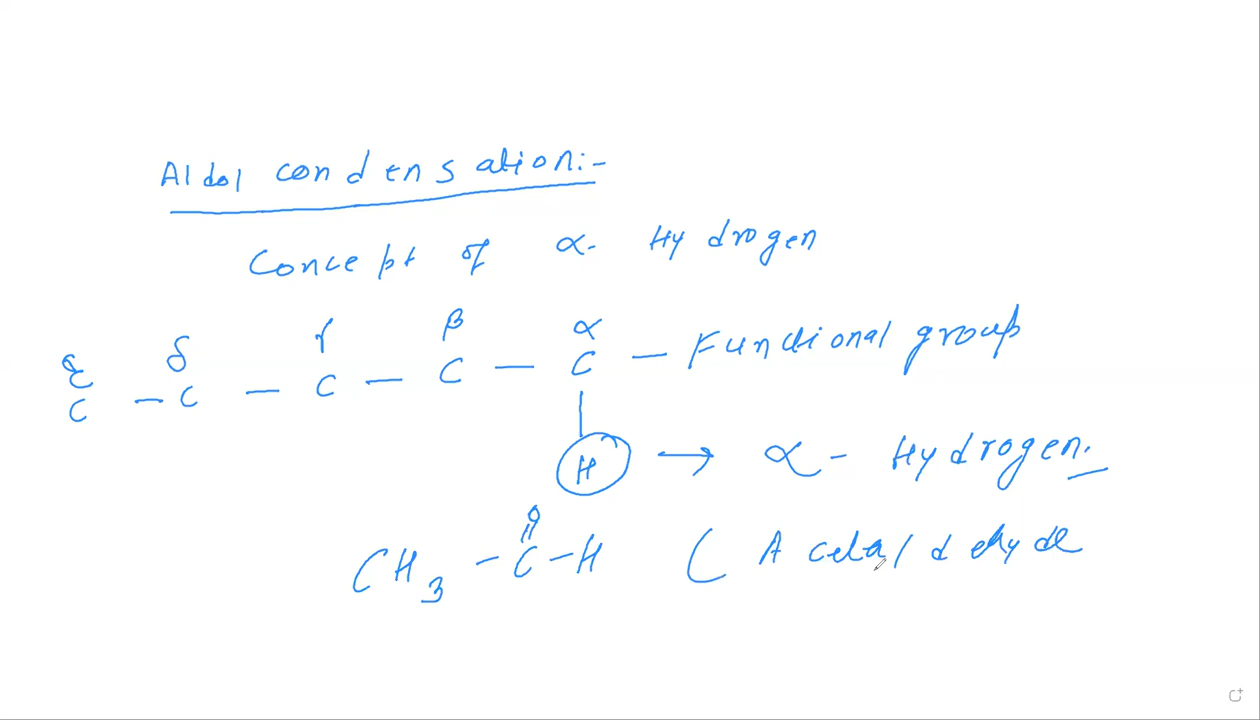 Aldol condensation:-
Concept of α- Hydrogen
ε δ γ β α
C - C - C - C - C - Functional group
H → α- Hydrogen.
O
CH3 - C - H ( Acetaldehyde